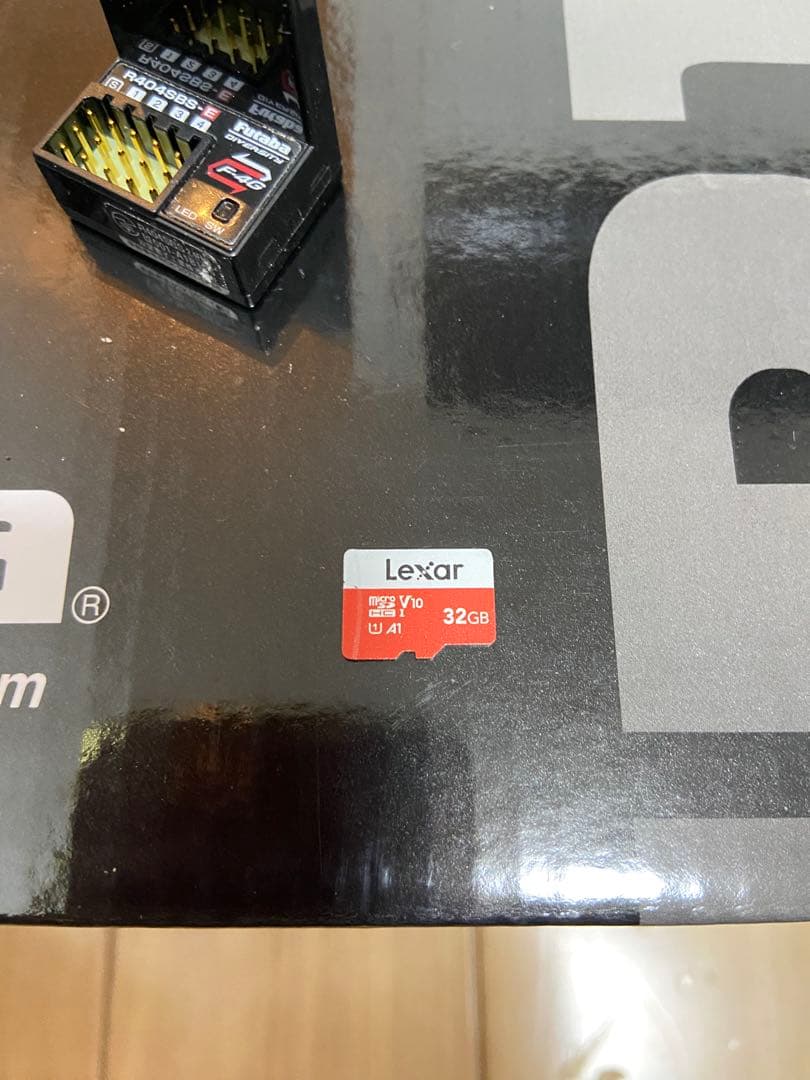 R404SBS-E
S 1 2 3 4
Futaba
DIVERSITY
F-4G
LED SW
®
m
Lexar
micro
SD
HC I
V10
U1 A1
32GB